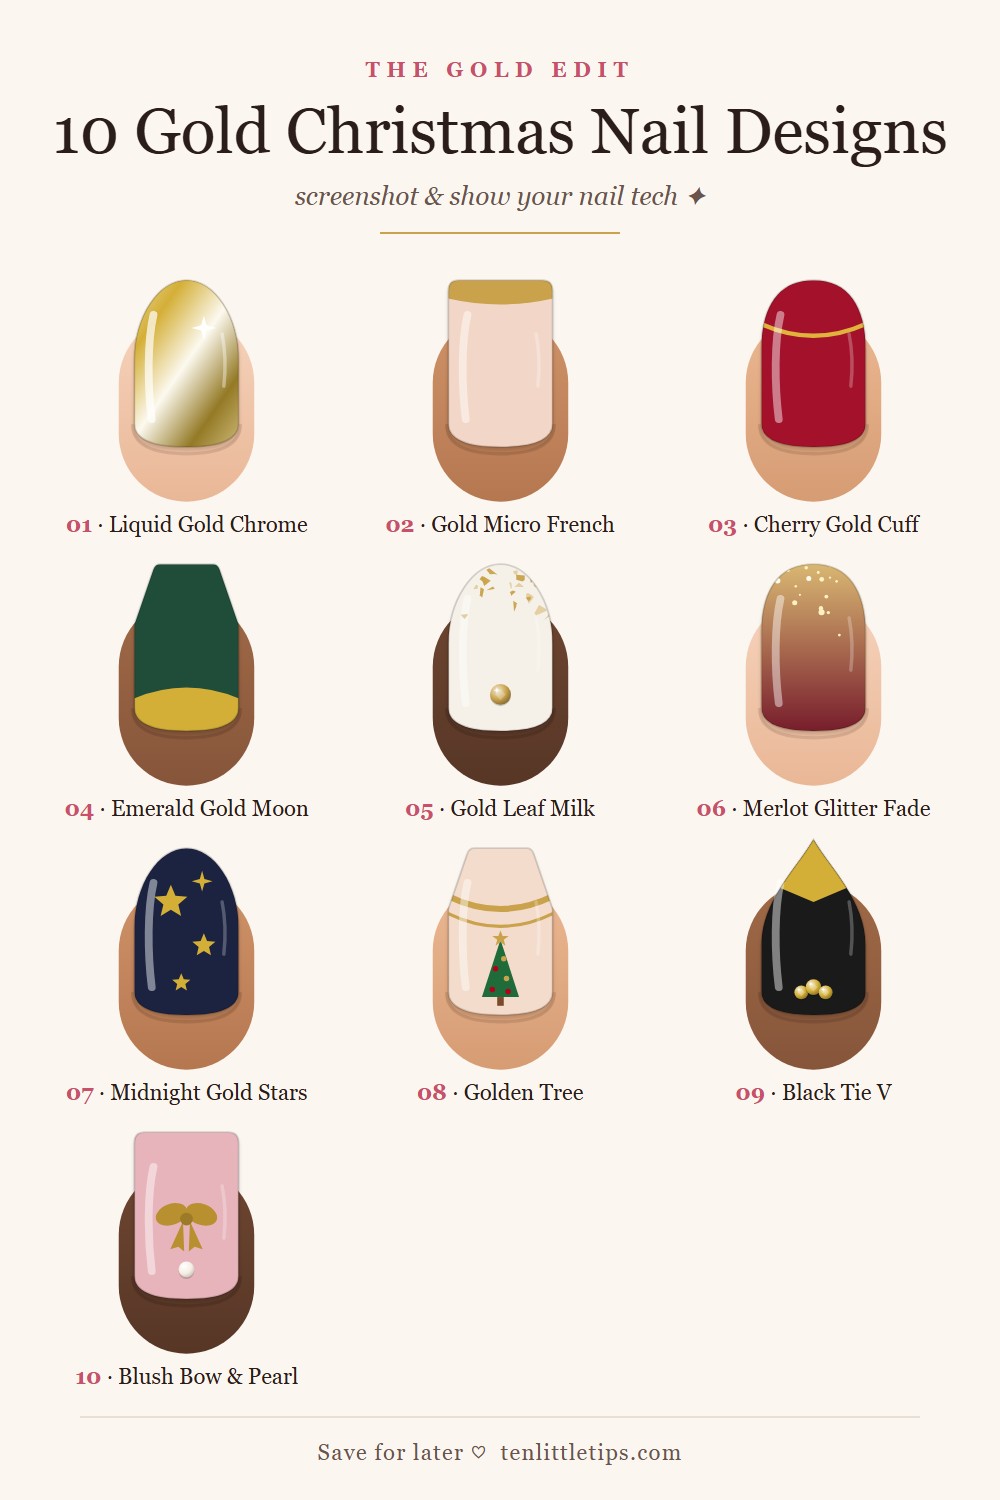 THE GOLD EDIT
10 Gold Christmas Nail Designs
screenshot & show your nail tech ✦
01 · Liquid Gold Chrome
02 · Gold Micro French
03 · Cherry Gold Cuff
04 · Emerald Gold Moon
05 · Gold Leaf Milk
06 · Merlot Glitter Fade
07 · Midnight Gold Stars
08 · Golden Tree
09 · Black Tie V
10 · Blush Bow & Pearl
Save for later ♡ tenlittletips.com